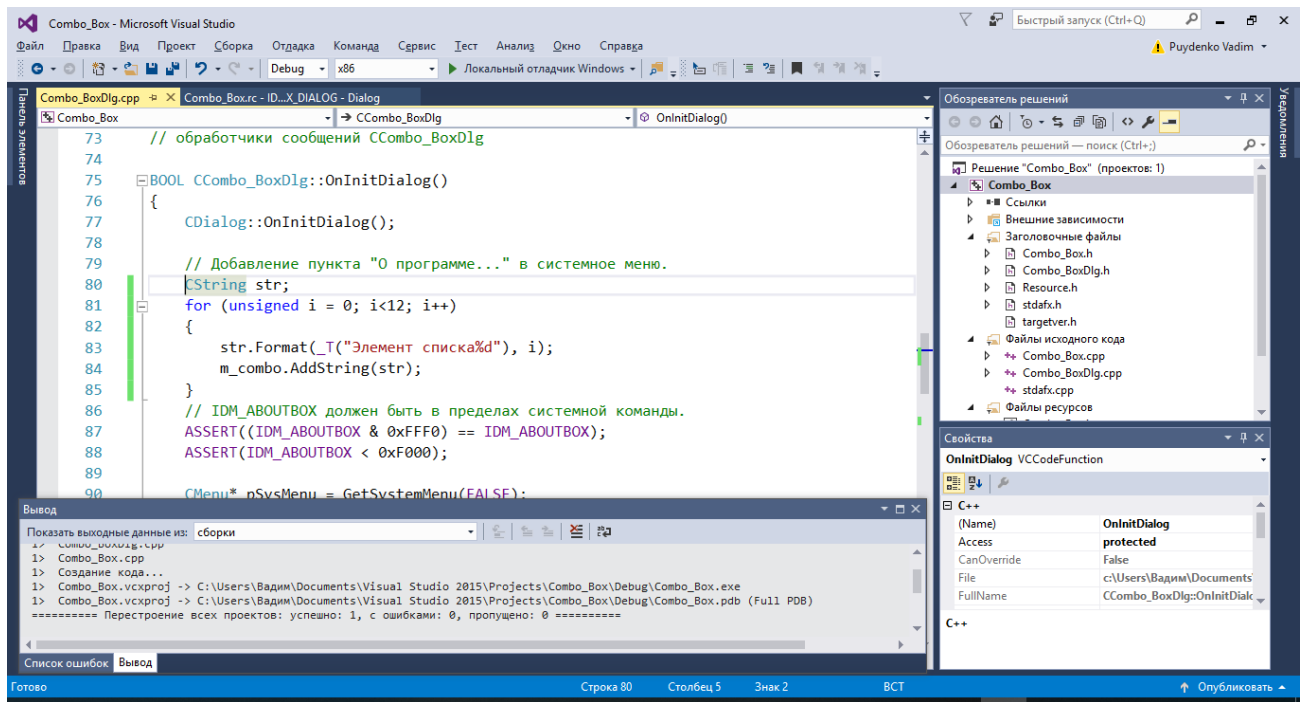 Combo_Box - Microsoft Visual Studio
Быстрый запуск (Ctrl+Q)
Файл Правка Вид Проект Сборка Отладка Команда Сервис Тест Анализ Окно Справка
Puydenko Vadim
Debug x86 Локальный отладчик Windows
Панель элементов
Combo_BoxDlg.cpp Combo_Box.rc - ID...X_DIALOG - Dialog
Combo_Box CCombo_BoxDlg OnInitDialog()
73 // обработчики сообщений CCombo_BoxDlg
74
75 BOOL CCombo_BoxDlg::OnInitDialog()
76 {
77 CDialog::OnInitDialog();
78
79 // Добавление пункта "О программе..." в системное меню.
80 CString str;
81 for (unsigned i = 0; i<12; i++)
82 {
83 str.Format(_T("Элемент списка%d"), i);
84 m_combo.AddString(str);
85 }
86 // IDM_ABOUTBOX должен быть в пределах системной команды.
87 ASSERT((IDM_ABOUTBOX & 0xFFF0) == IDM_ABOUTBOX);
88 ASSERT(IDM_ABOUTBOX < 0xF000);
89
90 CMenu* pSysMenu = GetSystemMenu(FALSE);
Вывод
Показать выходные данные из: сборки
1> Combo_BoxDlg.cpp
1> Combo_Box.cpp
1> Создание кода...
1> Combo_Box.vcxproj -> C:\Users\Вадим\Documents\Visual Studio 2015\Projects\Combo_Box\Debug\Combo_Box.exe
1> Combo_Box.vcxproj -> C:\Users\Вадим\Documents\Visual Studio 2015\Projects\Combo_Box\Debug\Combo_Box.pdb (Full PDB)
========== Перестроение всех проектов: успешно: 1, с ошибками: 0, пропущено: 0 ==========
Список ошибок Вывод
Обозреватель решений
Обозреватель решений — поиск (Ctrl+;)
Решение "Combo_Box" (проектов: 1)
Combo_Box
Ссылки
Внешние зависимости
Заголовочные файлы
Combo_Box.h
Combo_BoxDlg.h
Resource.h
stdafx.h
targetver.h
Файлы исходного кода
Combo_Box.cpp
Combo_BoxDlg.cpp
stdafx.cpp
Файлы ресурсов
Свойства
OnInitDialog VCCodeFunction
C++
(Name) OnInitDialog
Access protected
CanOverride False
File c:\Users\Вадим\Documents
FullName CCombo_BoxDlg::OnInitDialo
C++
Уведомления
Готово Строка 80 Столбец 5 Знак 2 ВСТ Опубликовать